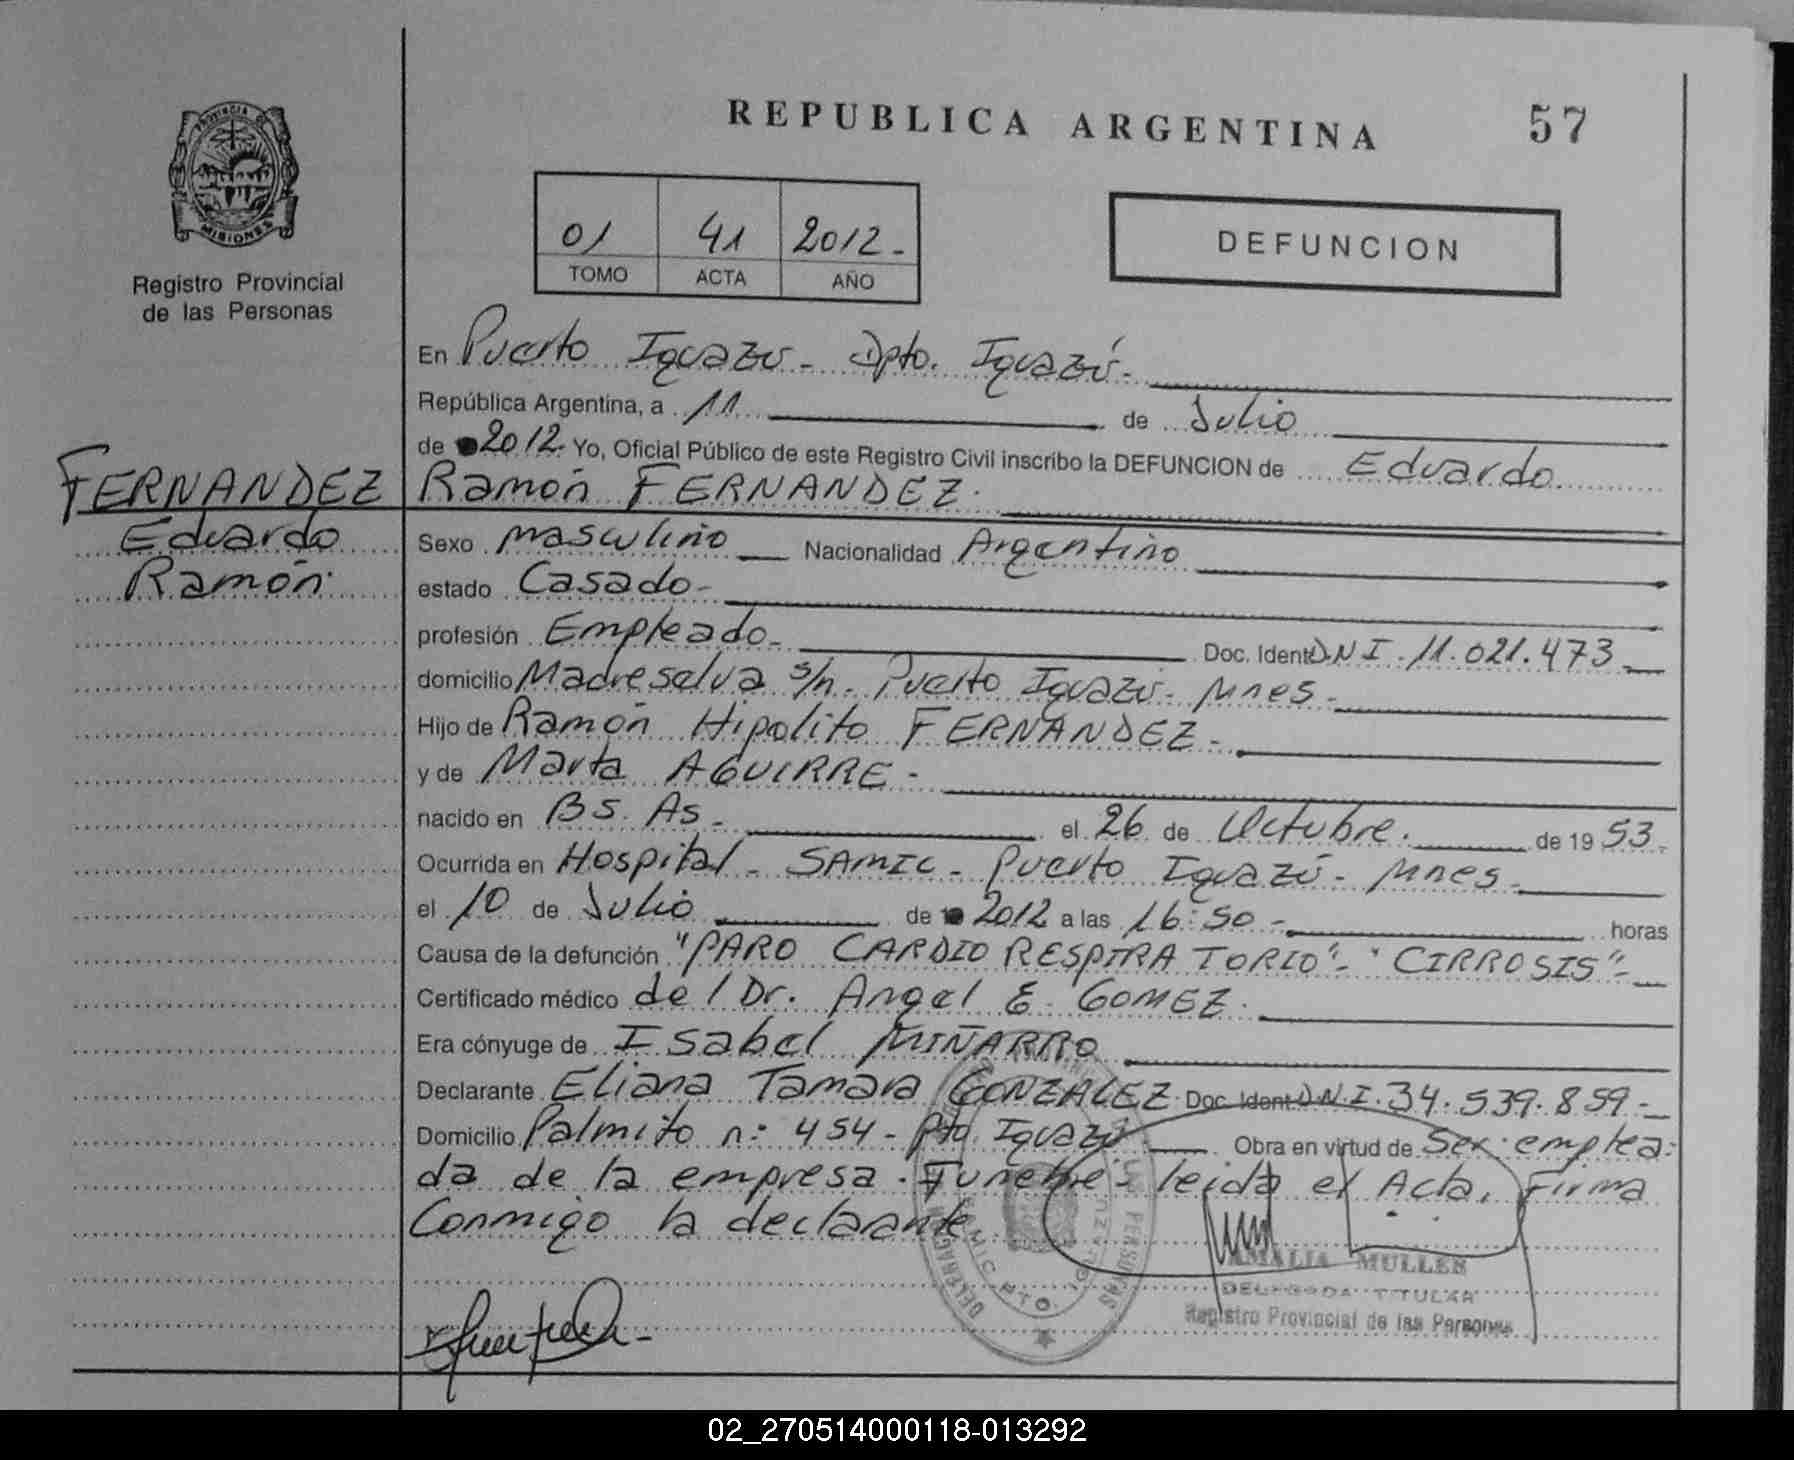 REPUBLICA ARGENTINA
57
PROVINCIA DE
MISIONES
Registro Provincial
de las Personas
01 41 2012-
TOMO ACTA AÑO
DEFUNCION
En Puerto Iguazú- Dpto. Iguazú-
República Argentina, a 11 de Julio
de 2012. Yo, Oficial Público de este Registro Civil inscribo la DEFUNCION de Eduardo
Ramón FERNANDEZ.
FERNANDEZ
Eduardo
Ramón.
Sexo masculino Nacionalidad Argentino
estado Casado-
profesión Empleado- Doc. Ident. D.N.I. 11.021.473
domicilio Madreselva s/n- Puerto Iguazú- Mnes-
Hijo de Ramón Hipolito FERNANDEZ-
y de Marta AGUIRRE-
nacido en BS. AS- el 26 de Octubre. de 19 53-
Ocurrida en Hospital- SAMIC- Puerto Iguazú- Mnes-
el 10 de Julio de 2012 a las 16:50- horas
Causa de la defunción "PARO CARDIO RESPIRATORIO"- "CIRROSIS"-
Certificado médico del Dr. Angel E. GOMEZ.
Era cónyuge de Isabel MIÑARRO
Declarante Eliana Tamara GONZALEZ Doc. Ident. D.N.I. 34.539.859-
Domicilio Palmito n: 454- Pto. Iguazú Obra en virtud de Ser emplea-
da de la empresa Funebre- leida el Acta, Firma
Conmigo la declarante
AMALIA MULLER
DELEGADA TITULAR
Registro Provincial de las Personas
02_270514000118-013292